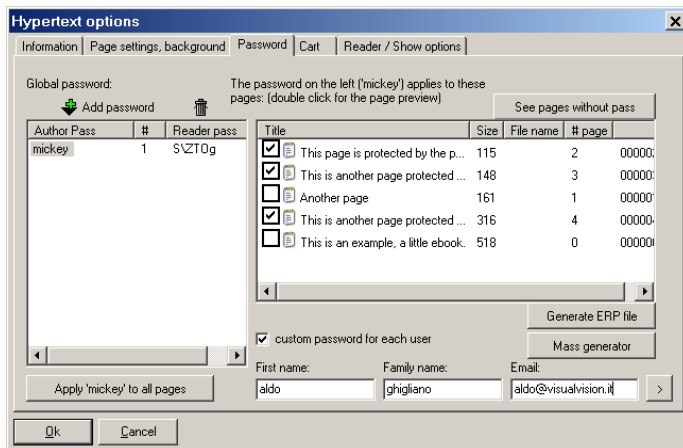 Hypertext options
Information Page settings, background Password Cart Reader / Show options
Global password:
The password on the left ('mickey') applies to these
pages: (double click for the page preview)
Add password
See pages without pass
Author Pass # Reader pass
mickey 1 S\ZTOg
Title Size File name # page
This page is protected by the p... 115 2 00000
This is another page protected ... 148 3 00000
Another page 161 1 00000
This is another page protected ... 316 4 00000
This is an example, a little ebook. 518 0 00000
Generate ERP file
custom password for each user
Mass generator
First name: Family name: Email:
Apply 'mickey' to all pages
aldo ghigliano aldo@visualvision.it >
Ok Cancel